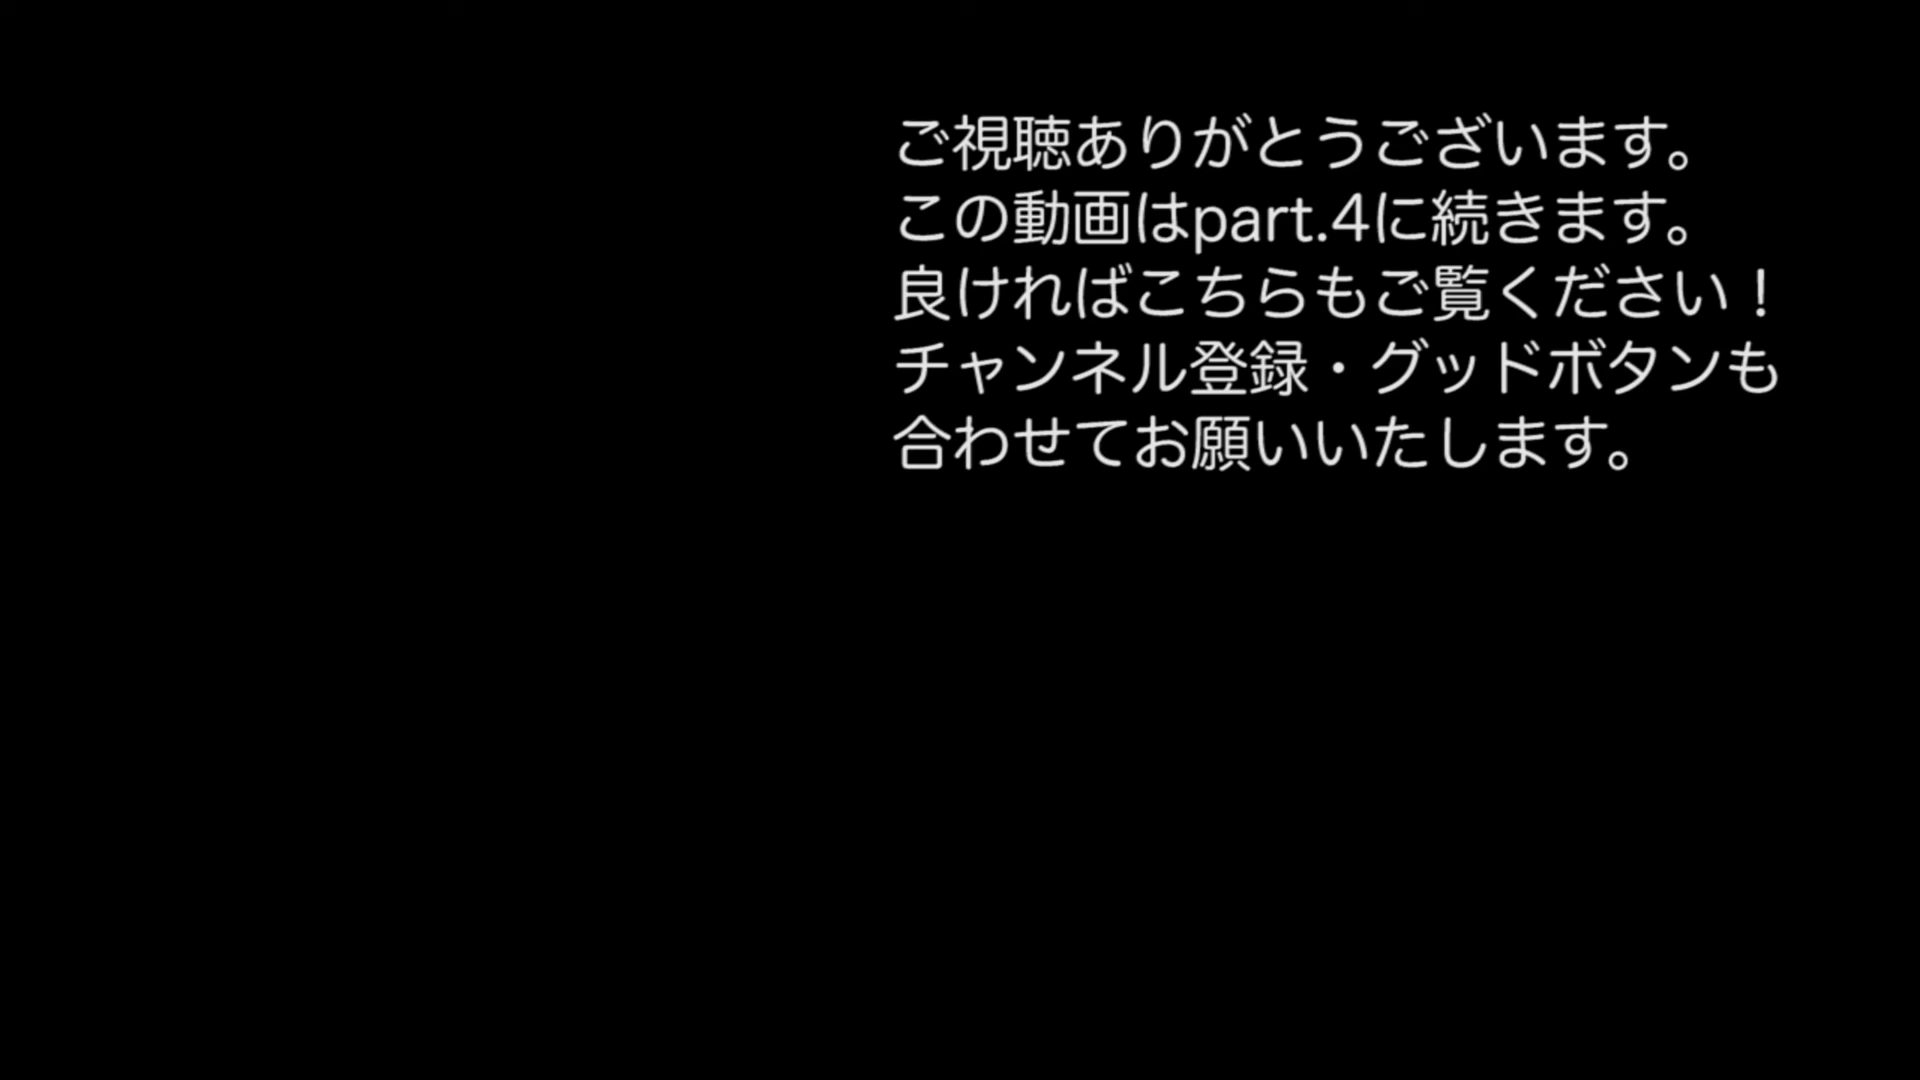 ご視聴ありがとうございます。
この動画はpart.4に続きます。
良ければこちらもご覧ください！
チャンネル登録・グッドボタンも
合わせてお願いいたします。